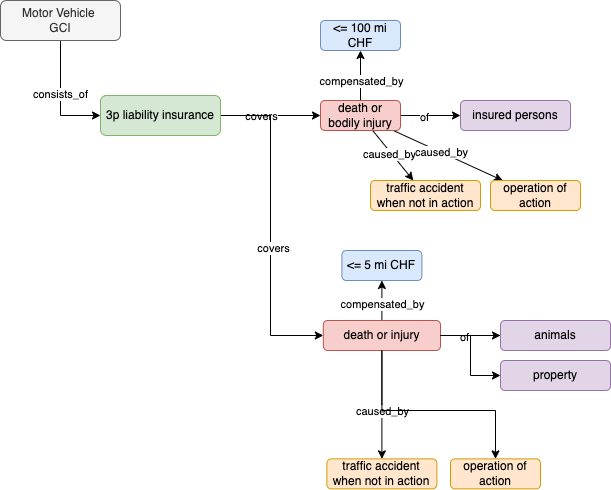 Motor Vehicle
GCI
<= 100 mi
CHF
compensated_by
consists_of
3p liability insurance
covers
death or
bodily injury
of
insured persons
caused_by
caused_by
traffic accident
when not in action
operation of
action
covers
<= 5 mi CHF
compensated_by
death or injury
of
animals
property
caused_by
traffic accident
when not in action
operation of
action